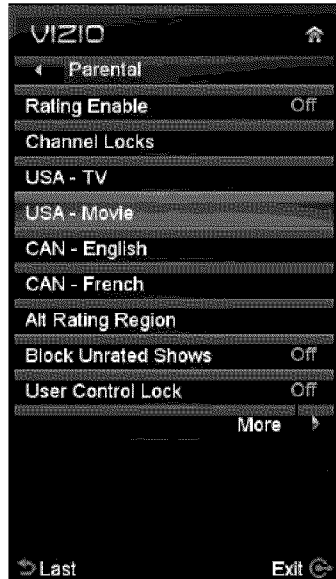 VIZIO
Parental
Rating Enable Off
Channel Locks
USA - TV
USA - Movie
CAN - English
CAN - French
Alt Rating Region
Block Unrated Shows Off
User Control Lock Off
More
Last Exit